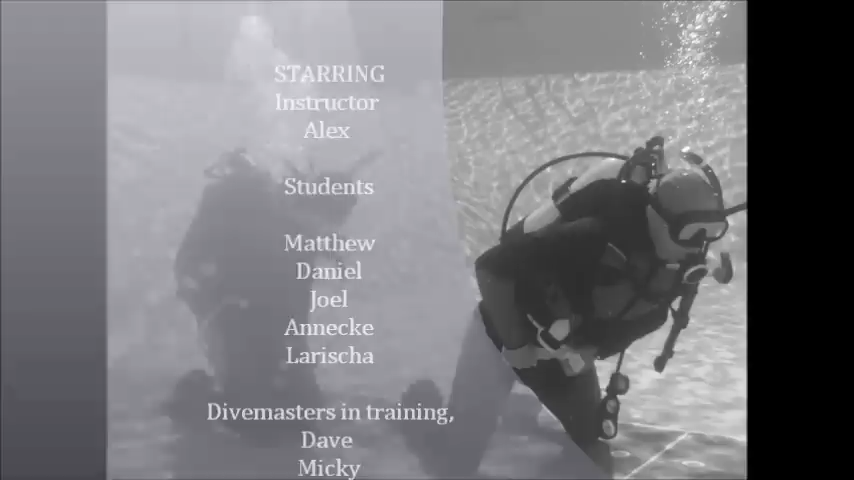 STARRING
Instructor
Alex
Students
Matthew
Daniel
Joel
Annecke
Larischa
Divemasters in training,
Dave
Micky